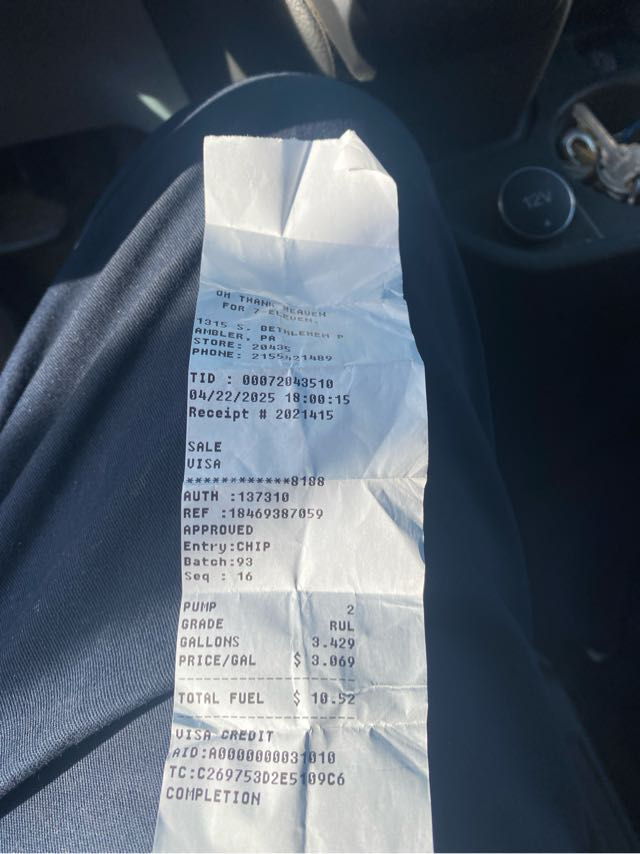 OH THANK HEAVEN
FOR 7-ELEVEN.
1315 S. BETHLEHEM P
AMBLER, PA
STORE: 20435
PHONE: 2155421489
TID : 00072043510
04/22/2025 18:00:15
Receipt # 2021415
SALE
VISA
************8188
AUTH :137310
REF :18469387059
APPROVED
Entry:CHIP
Batch:93
Seq : 16
PUMP 2
GRADE RUL
GALLONS 3.429
PRICE/GAL $ 3.069
TOTAL FUEL $ 10.52
VISA CREDIT
AID:A0000000031010
TC:C269753D2E5109C6
COMPLETION
12V